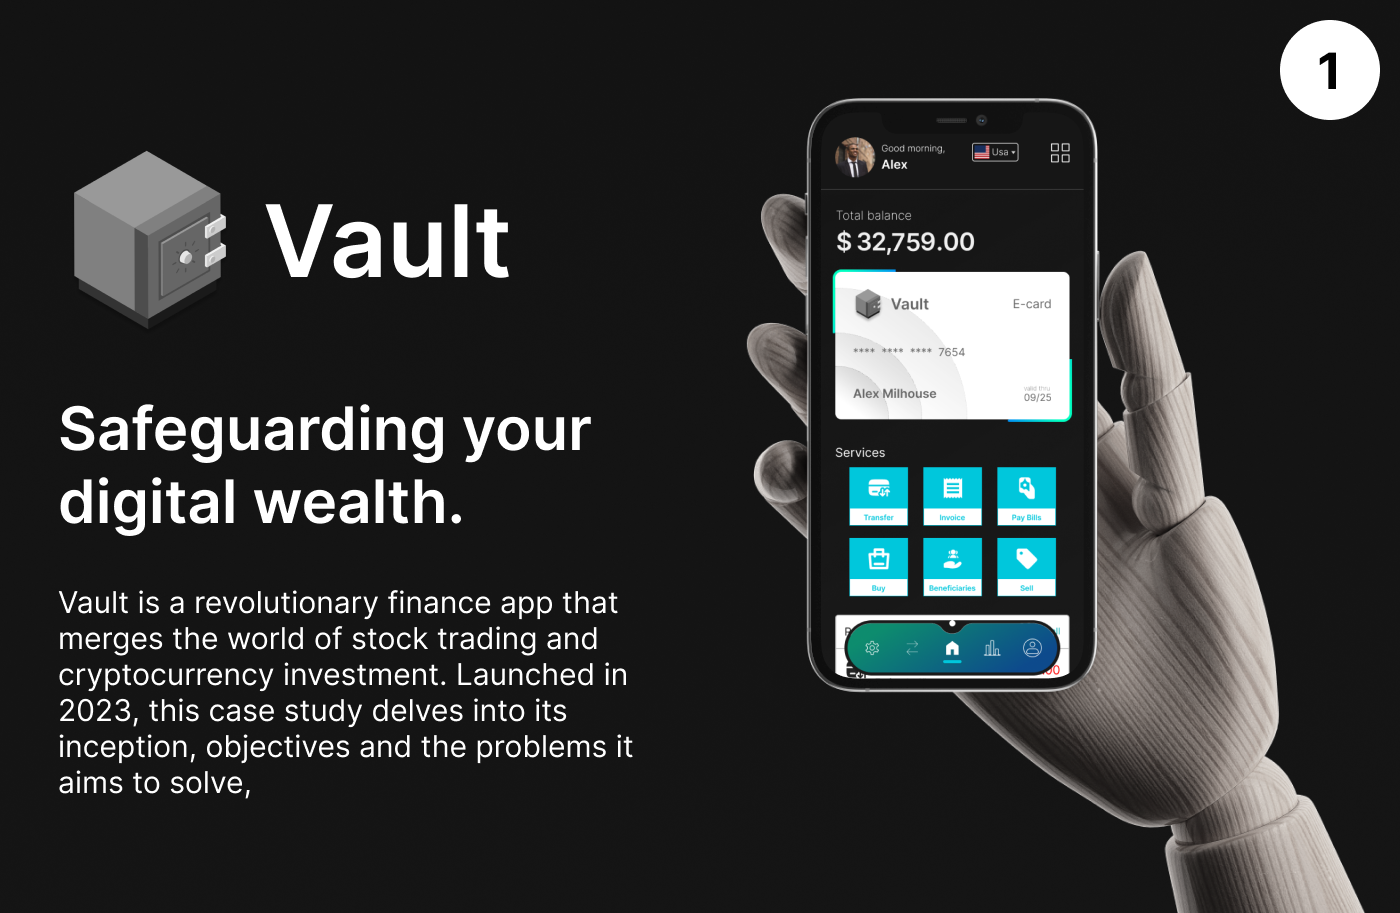 1
Vault
Safeguarding your
digital wealth.
Vault is a revolutionary finance app that
merges the world of stock trading and
cryptocurrency investment. Launched in
2023, this case study delves into its
inception, objectives and the problems it
aims to solve,
Good morning,
Alex
Usa
Total balance
$ 32,759.00
Vault E-card
**** **** **** 7654
Alex Milhouse
valid thru
09/25
Services
Transfer Invoice Pay Bills
Buy Beneficiaries Sell